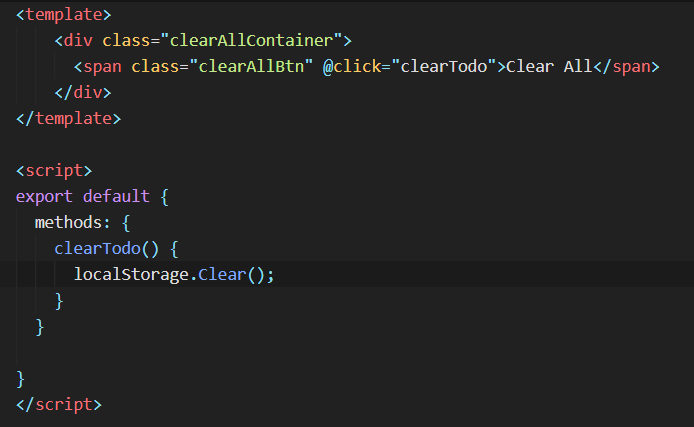 <template>
    <div class="clearAllContainer">
      <span class="clearAllBtn" @click="clearTodo">Clear All</span>
    </div>
</template>

<script>
export default {
  methods: {
    clearTodo() {
      localStorage.Clear();
    }
  }

}
</script>